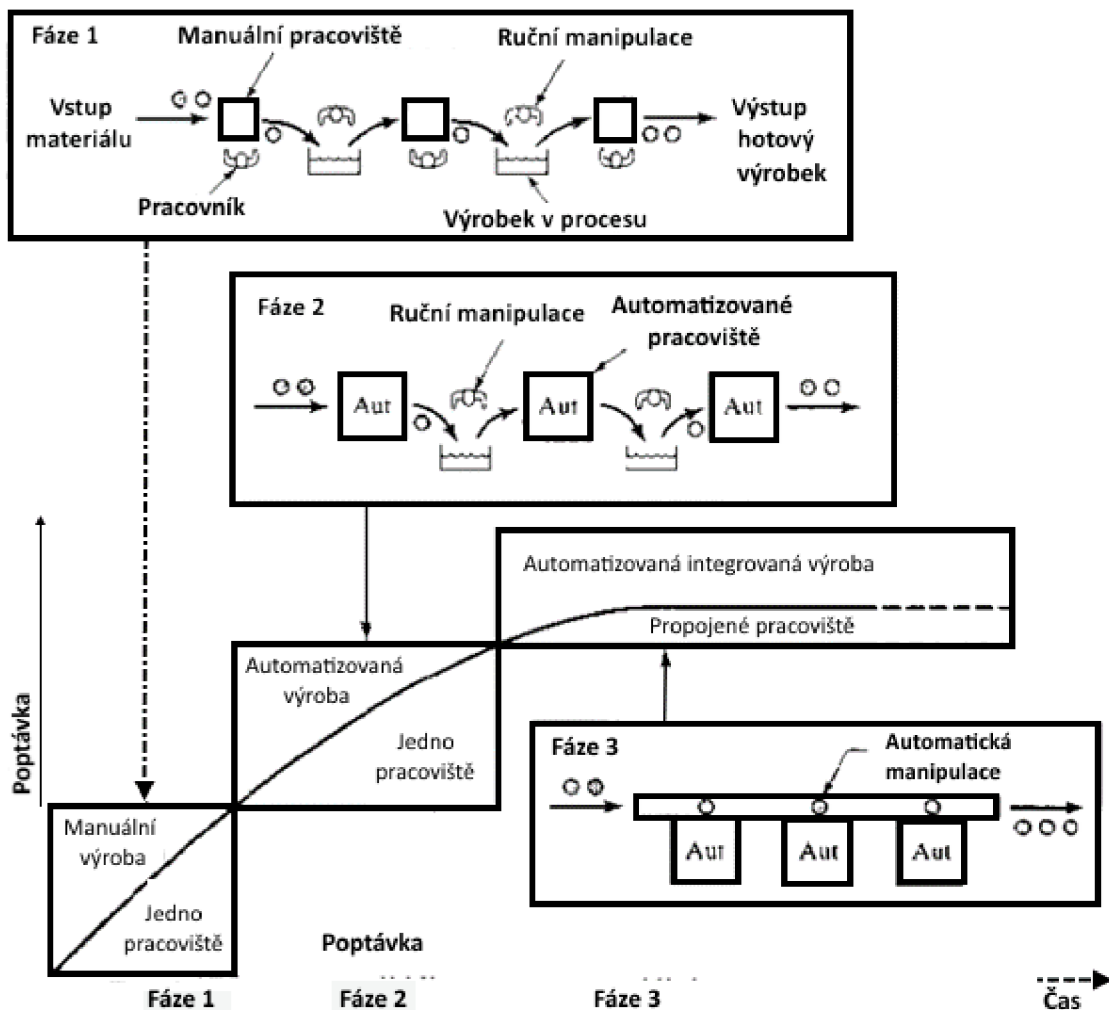 Fáze 1
Manuální pracoviště
Ruční manipulace
Vstup
materiálu
Výstup
hotový
výrobek
Pracovník
Výrobek v procesu
Fáze 2
Ruční manipulace
Automatizované
pracoviště
Aut
Aut
Aut
Automatizovaná integrovaná výroba
Propojené pracoviště
Automatizovaná
výroba
Jedno
pracoviště
Poptávka
Fáze 3
Automatická
manipulace
Aut
Aut
Aut
Manuální
výroba
Jedno
pracoviště
Poptávka
Fáze 1
Fáze 2
Fáze 3
Čas